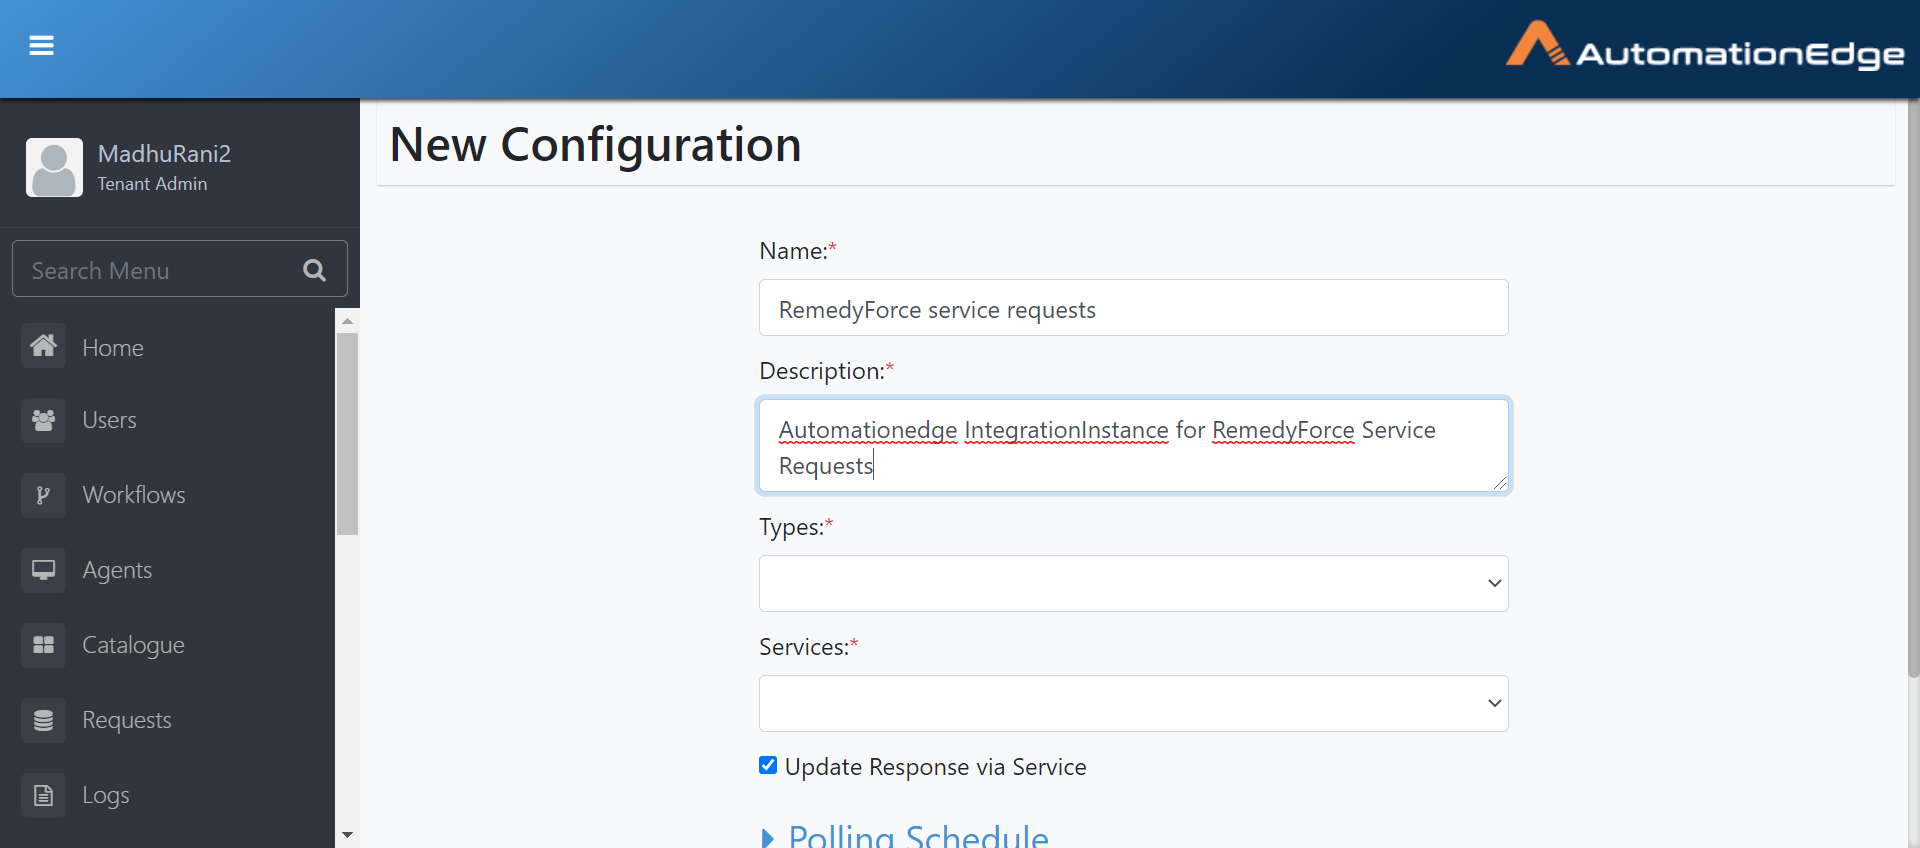 AutomationEdge
MadhuRani2
Tenant Admin
Search Menu
Home
Users
Workflows
Agents
Catalogue
Requests
Logs
New Configuration
Name:*
RemedyForce service requests
Description:*
Automationedge IntegrationInstance for RemedyForce Service
Requests
Types:*
Services:*
Update Response via Service
Polling Schedule